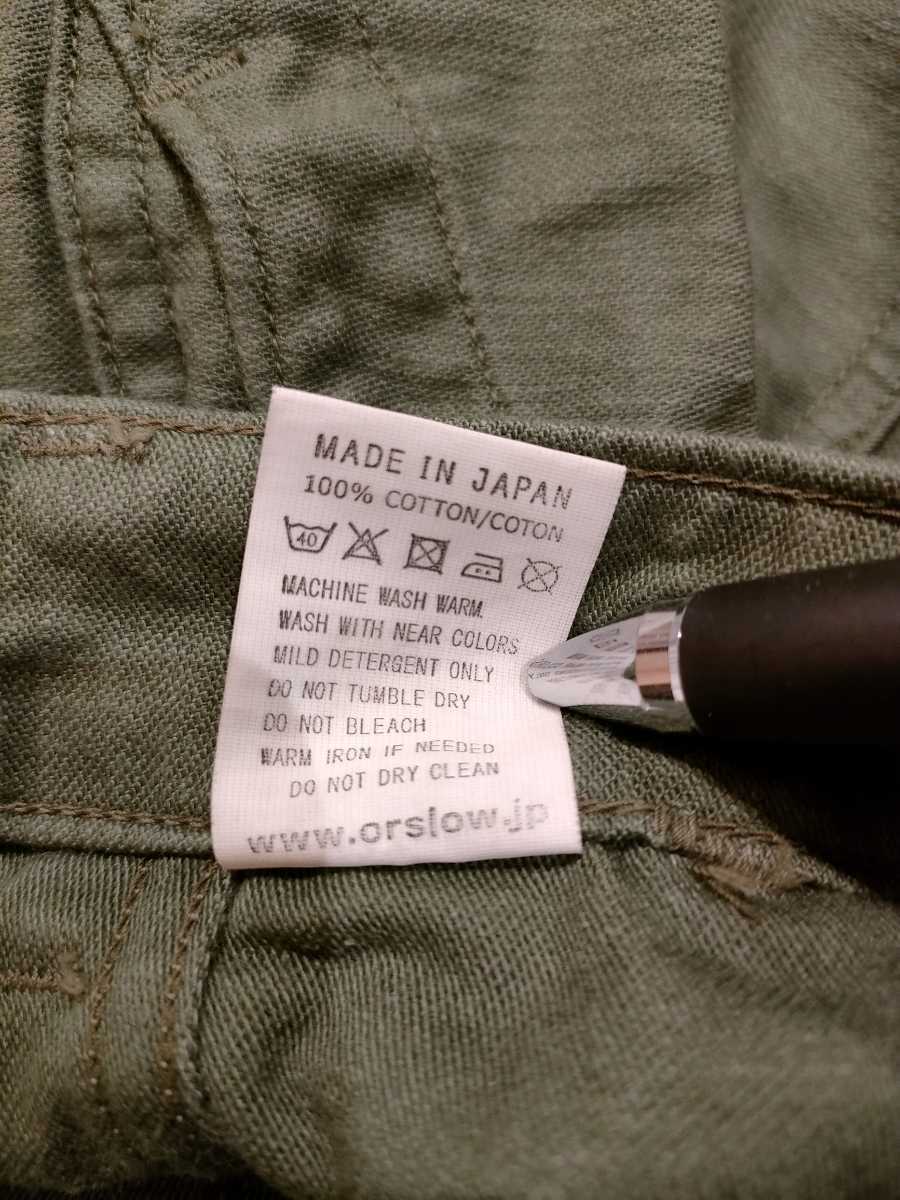 MADE IN JAPAN
100% COTTON/COTON
40
MACHINE WASH WARM.
WASH WITH NEAR COLORS
MILD DETERGENT ONLY
DO NOT TUMBLE DRY
DO NOT BLEACH
WARM IRON IF NEEDED
DO NOT DRY CLEAN
www.orslow.jp